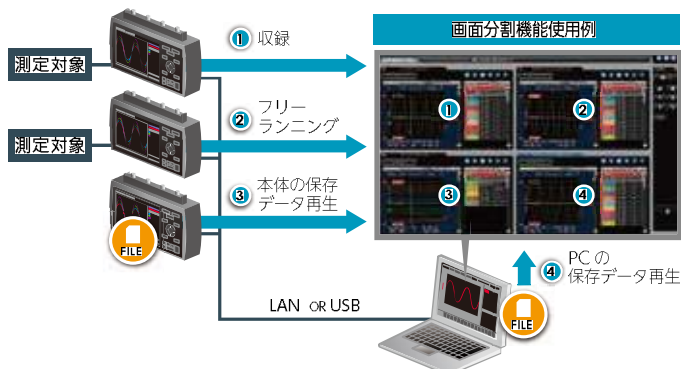 測定対象
① 収録
画面分割機能使用例
測定対象
② フリー
ランニング
③ 本体の保存
データ再生
FILE
① ②
③ ④
④ PCの
保存データ再生
FILE
LAN OR USB